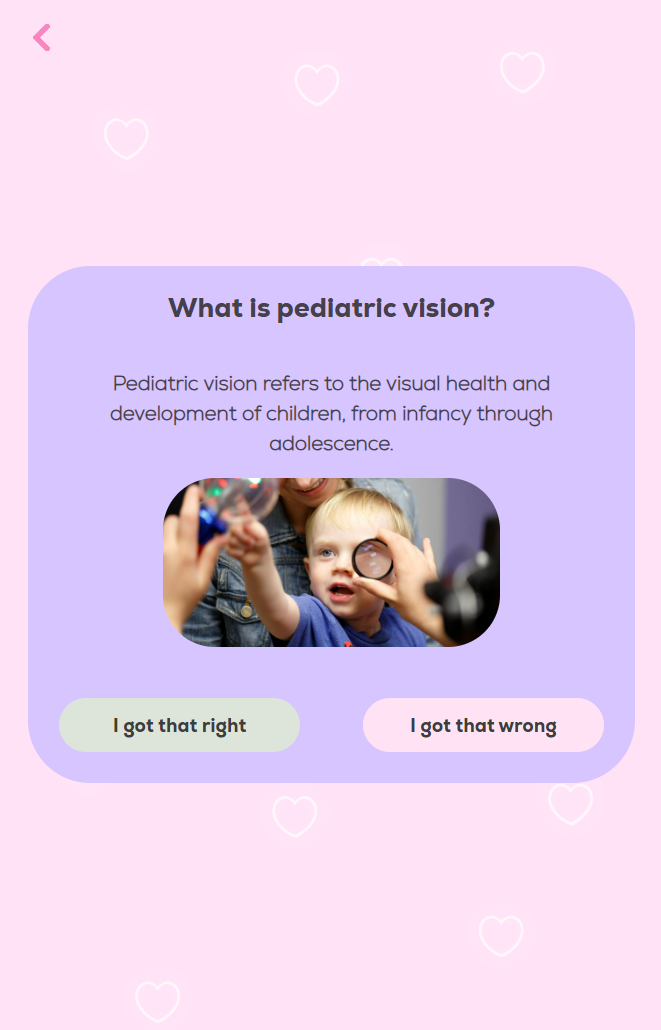 What is pediatric vision?
Pediatric vision refers to the visual health and
development of children, from infancy through
adolescence.
I got that right
I got that wrong